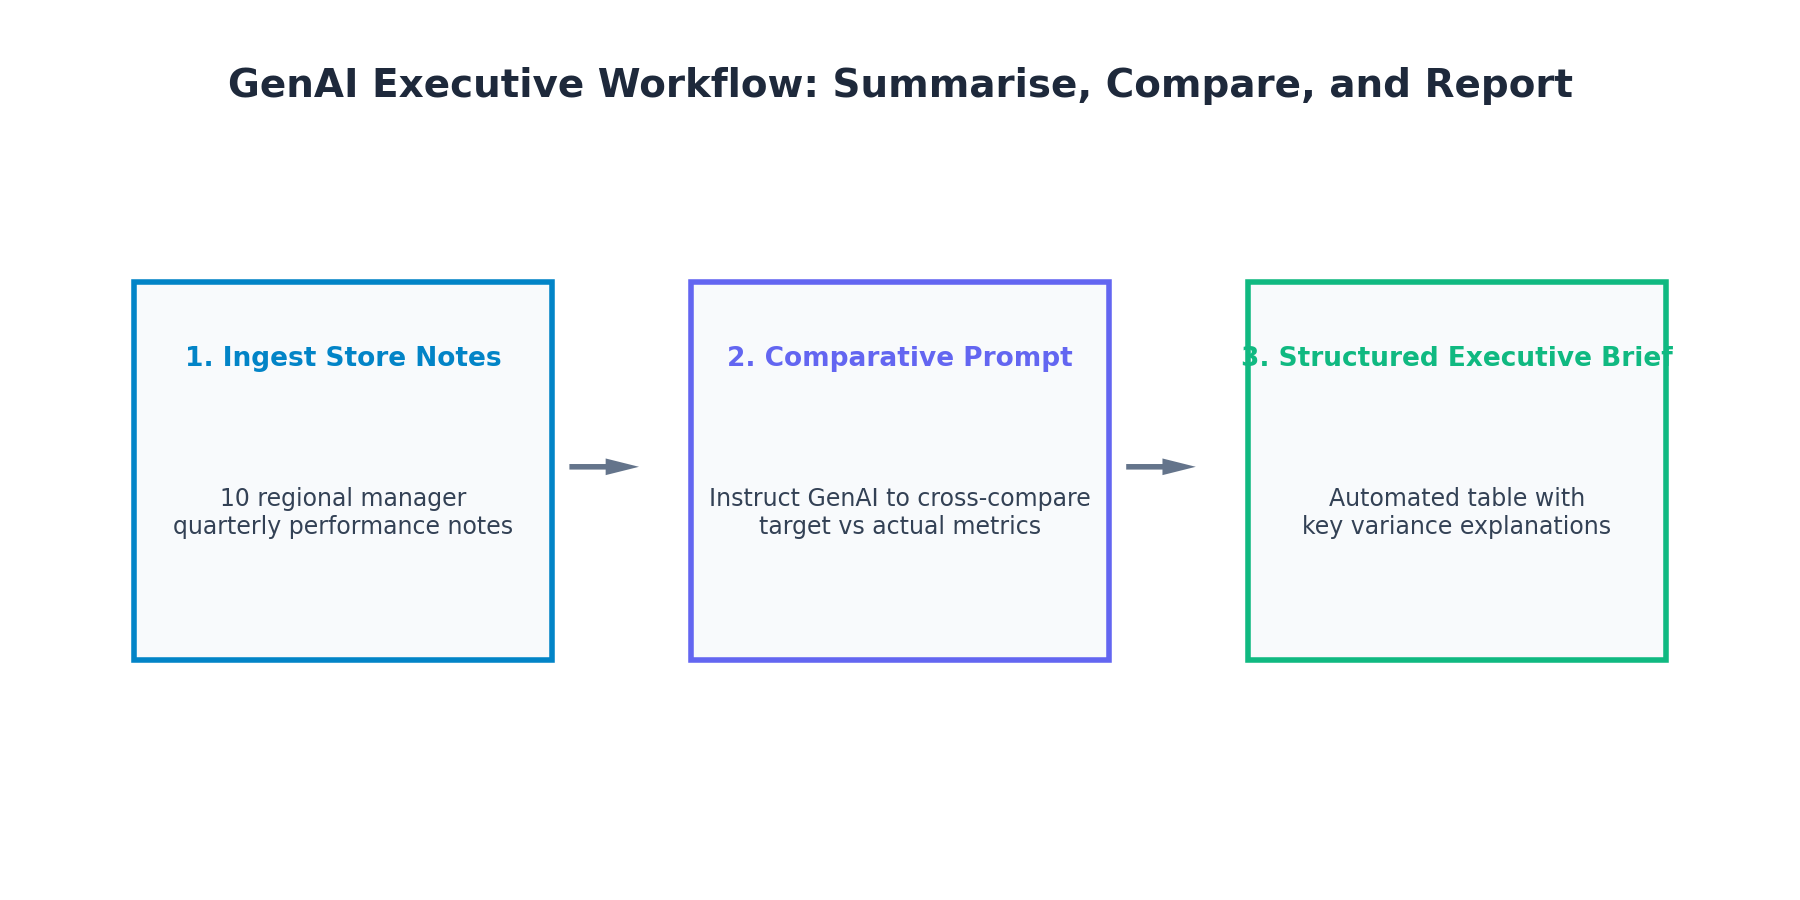 GenAI Executive Workflow: Summarise, Compare, and Report
1. Ingest Store Notes
10 regional manager
quarterly performance notes
2. Comparative Prompt
Instruct GenAI to cross-compare
target vs actual metrics
3. Structured Executive Brief
Automated table with
key variance explanations